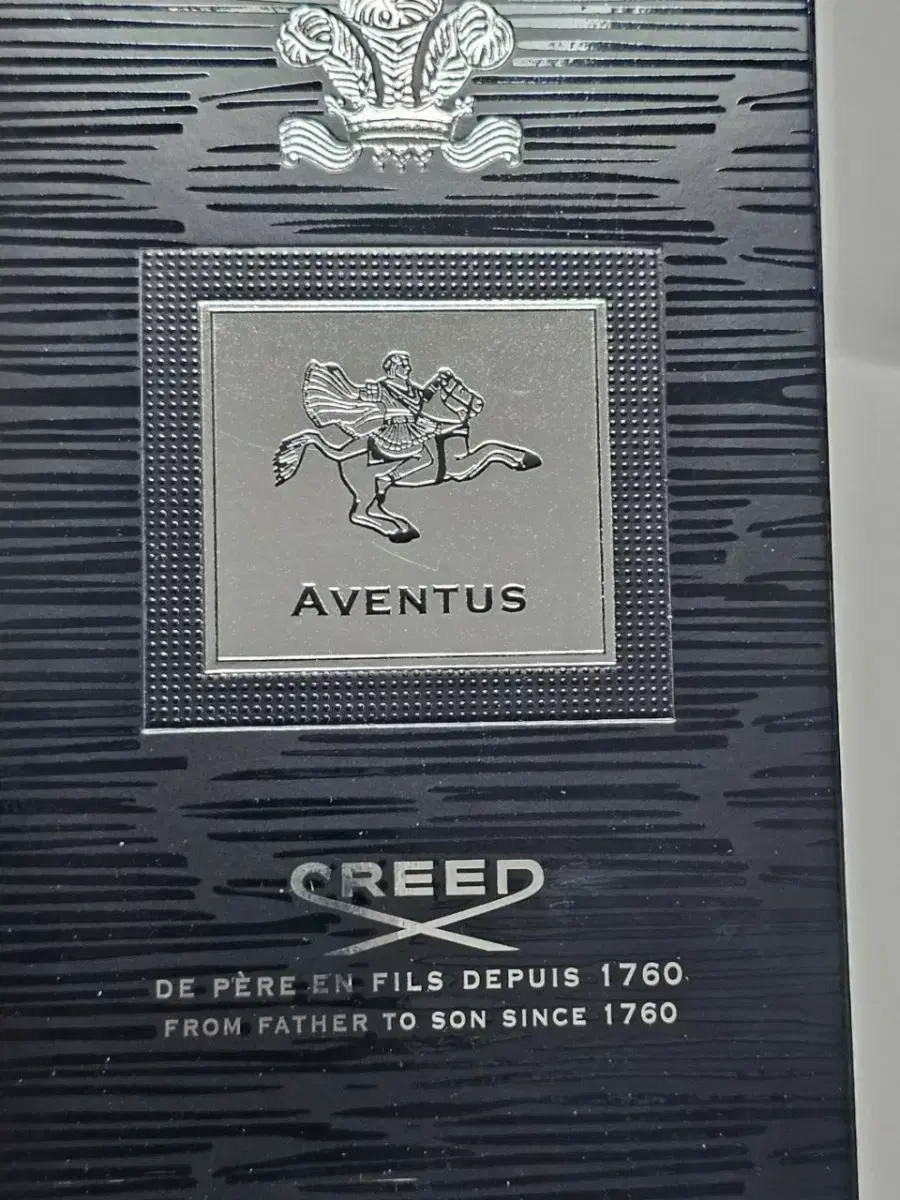 AVENTUS
CREED
DE PÈRE EN FILS DEPUIS 1760
FROM FATHER TO SON SINCE 1760